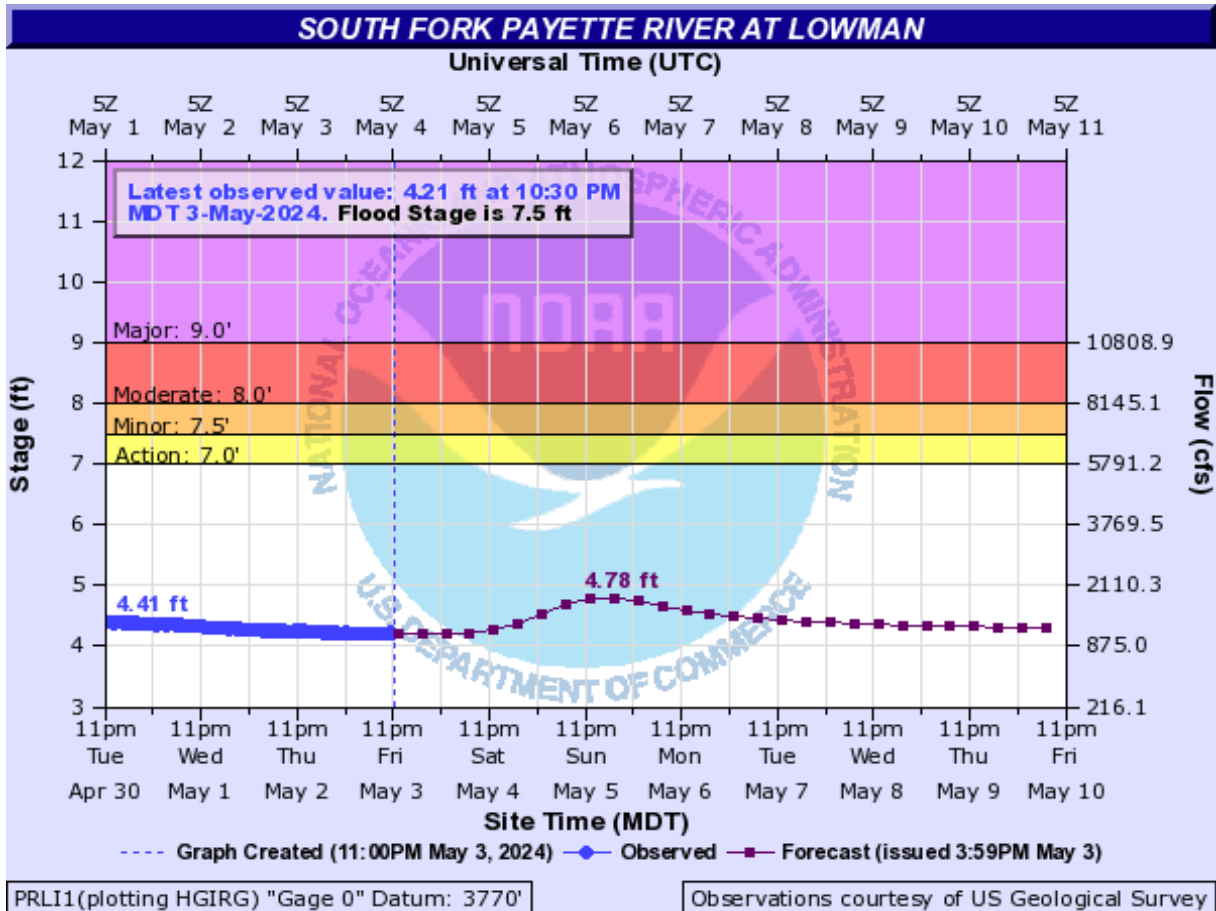 SOUTH FORK PAYETTE RIVER AT LOWMAN
Universal Time (UTC)
5Z 5Z 5Z 5Z 5Z 5Z 5Z 5Z 5Z 5Z 5Z
May 1 May 2 May 3 May 4 May 5 May 6 May 7 May 8 May 9 May 10 May 11
Latest observed value: 4.21 ft at 10:30 PM
MDT 3-May-2024. Flood Stage is 7.5 ft
NATIONAL OCEANIC AND ATMOSPHERIC ADMINISTRATION
NOAA
U.S. DEPARTMENT OF COMMERCE
Stage (ft)
12
11
10
9
8
7
6
5
4
3
Major: 9.0'
Moderate: 8.0'
Minor: 7.5'
Action: 7.0'
4.41 ft
4.78 ft
Flow (cfs)
10808.9
8145.1
5791.2
3769.5
2110.3
875.0
216.1
11pm 11pm 11pm 11pm 11pm 11pm 11pm 11pm 11pm 11pm 11pm
Tue Wed Thu Fri Sat Sun Mon Tue Wed Thu Fri
Apr 30 May 1 May 2 May 3 May 4 May 5 May 6 May 7 May 8 May 9 May 10
Site Time (MDT)
Graph Created (11:00PM May 3, 2024) Observed Forecast (issued 3:59PM May 3)
PRLI1(plotting HGIRG) "Gage 0" Datum: 3770'
Observations courtesy of US Geological Survey